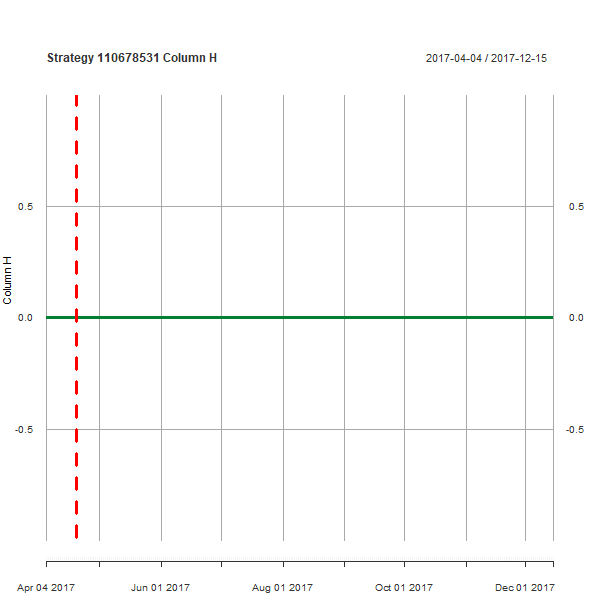 Strategy 110678531 Column H
2017-04-04 / 2017-12-15
0.5
0.5
Column H
0.0
0.0
-0.5
-0.5
Apr 04 2017
Jun 01 2017
Aug 01 2017
Oct 01 2017
Dec 01 2017